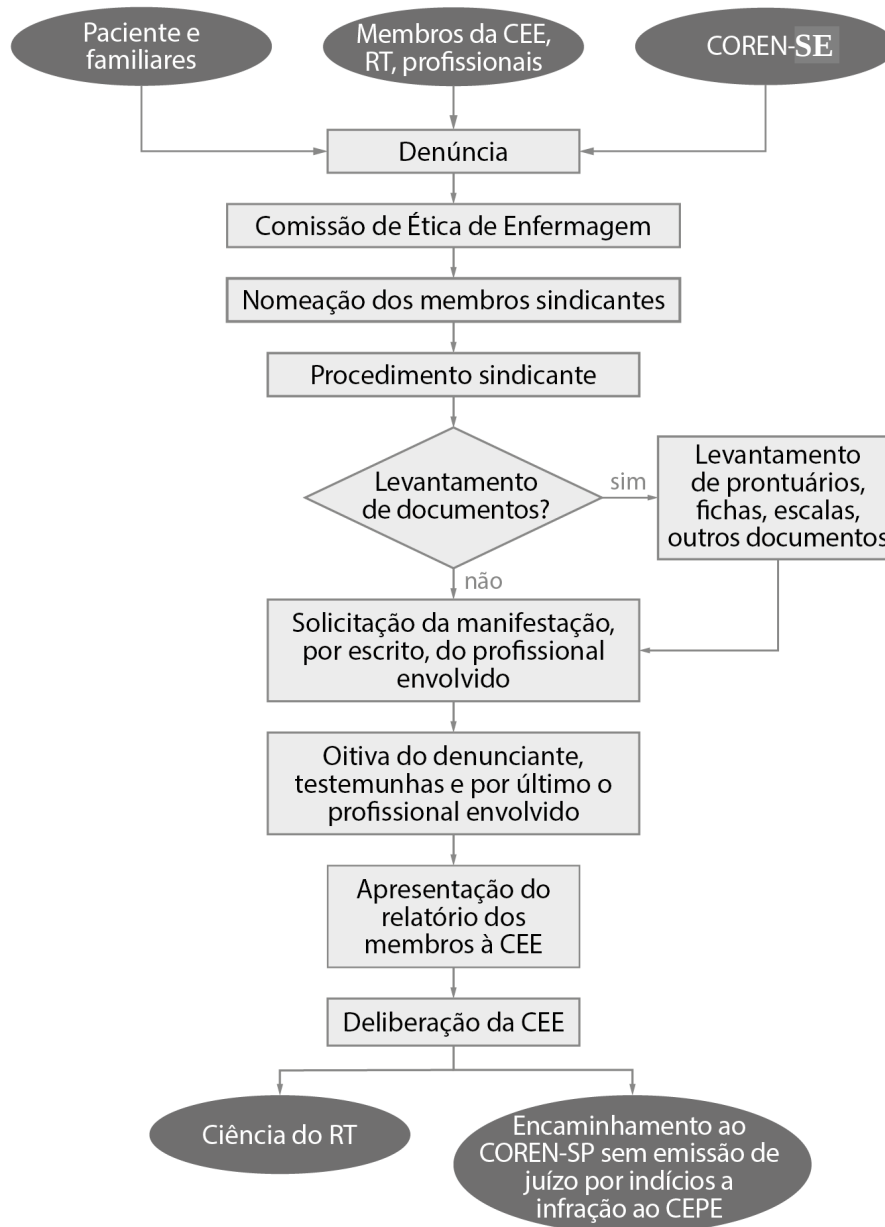 Paciente e
familiares
Membros da CEE,
RT, profissionais
COREN-SE
Denúncia
Comissão de Ética de Enfermagem
Nomeação dos membros sindicantes
Procedimento sindicante
Levantamento
de documentos?
sim
Levantamento
de prontuários,
fichas, escalas,
outros documentos
não
Solicitação da manifestação,
por escrito, do profissional
envolvido
Oitiva do denunciante,
testemunhas e por último o
profissional envolvido
Apresentação do
relatório dos
membros à CEE
Deliberação da CEE
Ciência do RT
Encaminhamento ao
COREN-SP sem emissão de
juízo por indícios a
infração ao CEPE